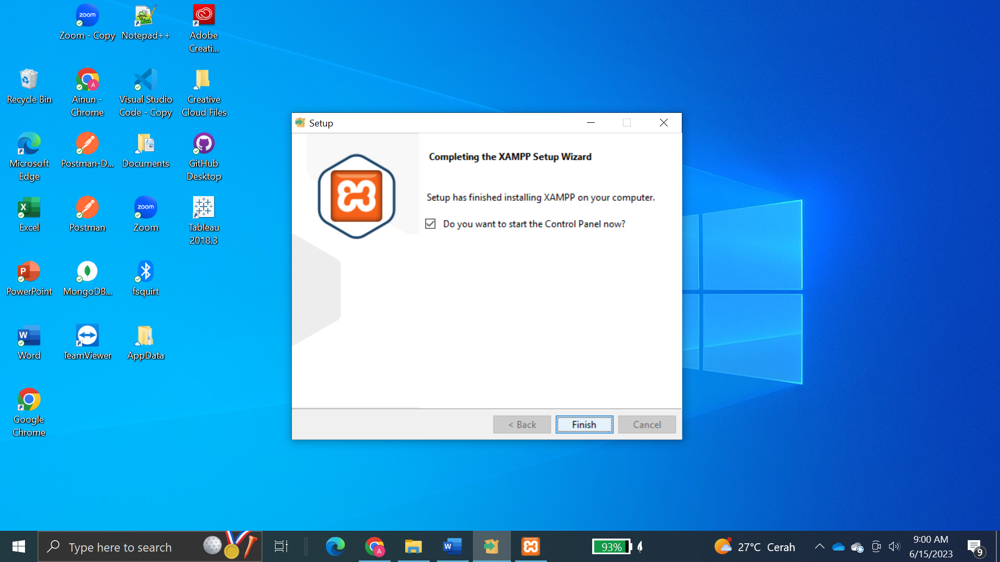 Zoom - Copy
Notepad++
Adobe
Creati...
Recycle Bin
Ainun -
Chrome
Visual Studio
Code - Copy
Creative
Cloud Files
Microsoft
Edge
Postman-D...
Documents
GitHub
Desktop
Excel
Postman
zoom
Zoom
Tableau
2018.3
PowerPoint
MongoDB...
fsquirt
Word
TeamViewer
AppData
Google
Chrome
Setup
Completing the XAMPP Setup Wizard
Setup has finished installing XAMPP on your computer.
Do you want to start the Control Panel now?
< Back
Finish
Cancel
Type here to search
93%
27°C Cerah
9:00 AM
6/15/2023
9